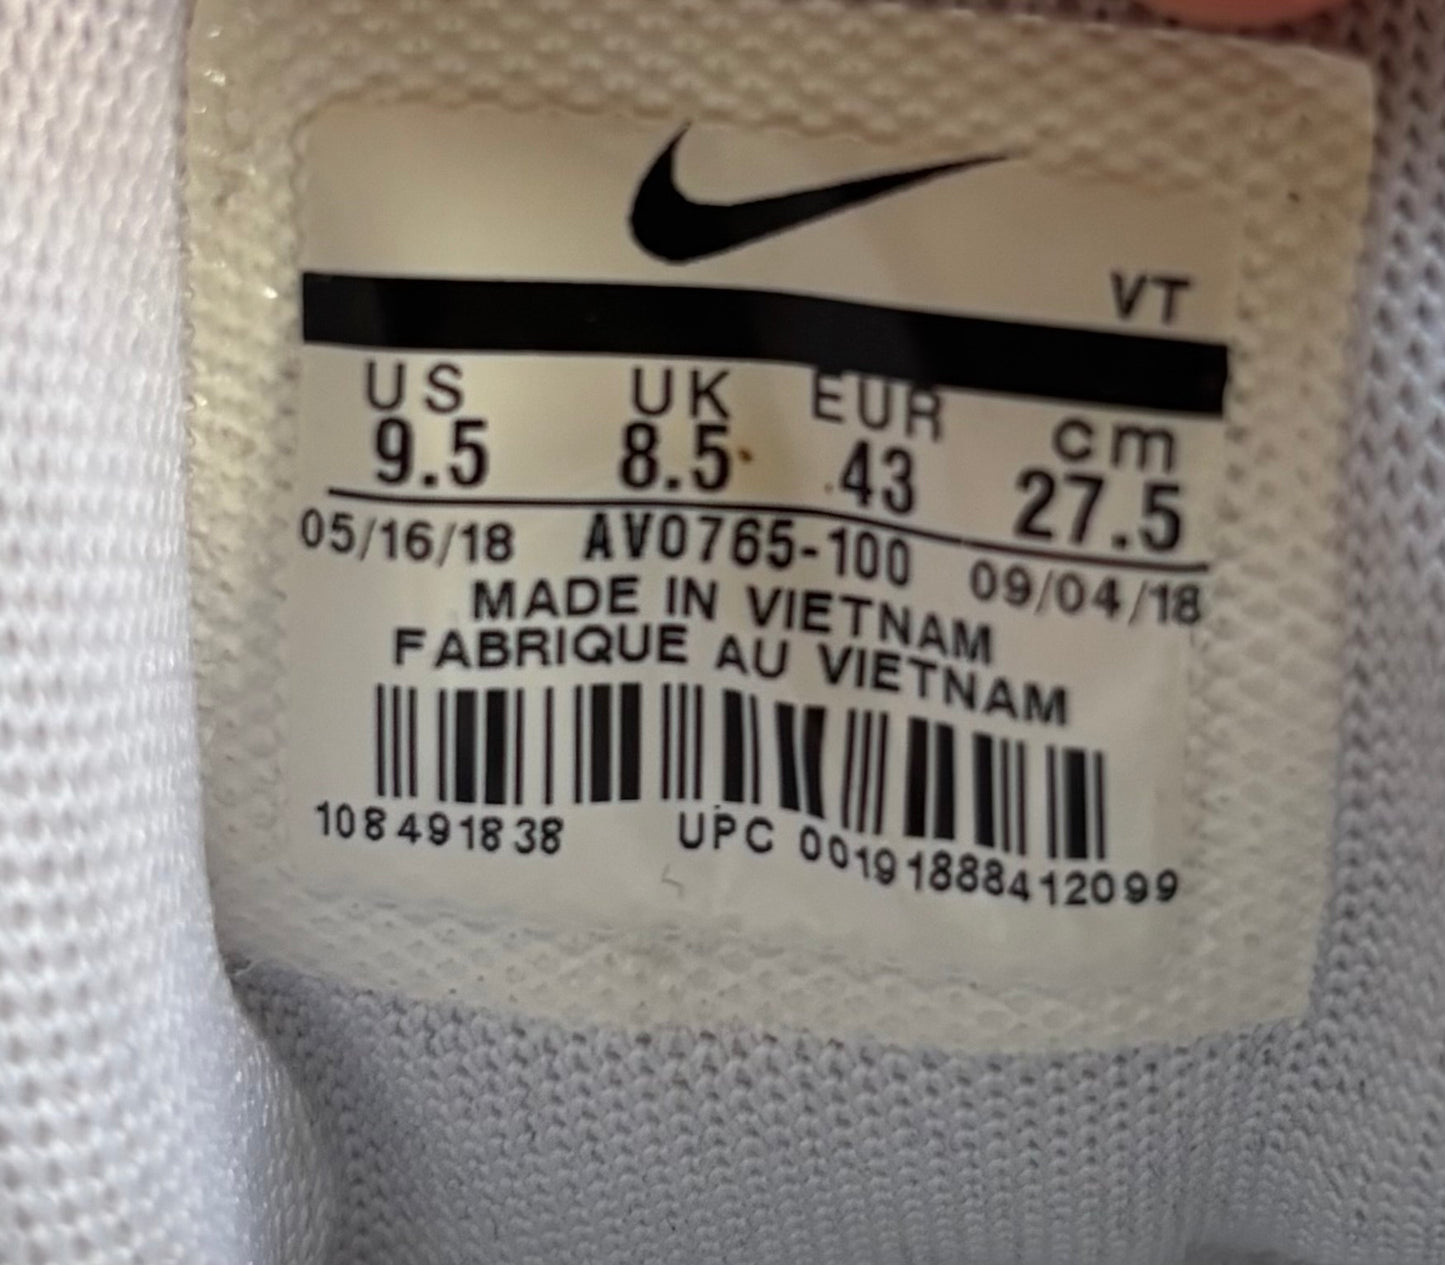 VT
US UK EUR cm
9.5 8.5 43 27.5
05/16/18 AV0765-100 09/04/18
MADE IN VIETNAM
FABRIQUE AU VIETNAM
108491838 UPC 00191888412099